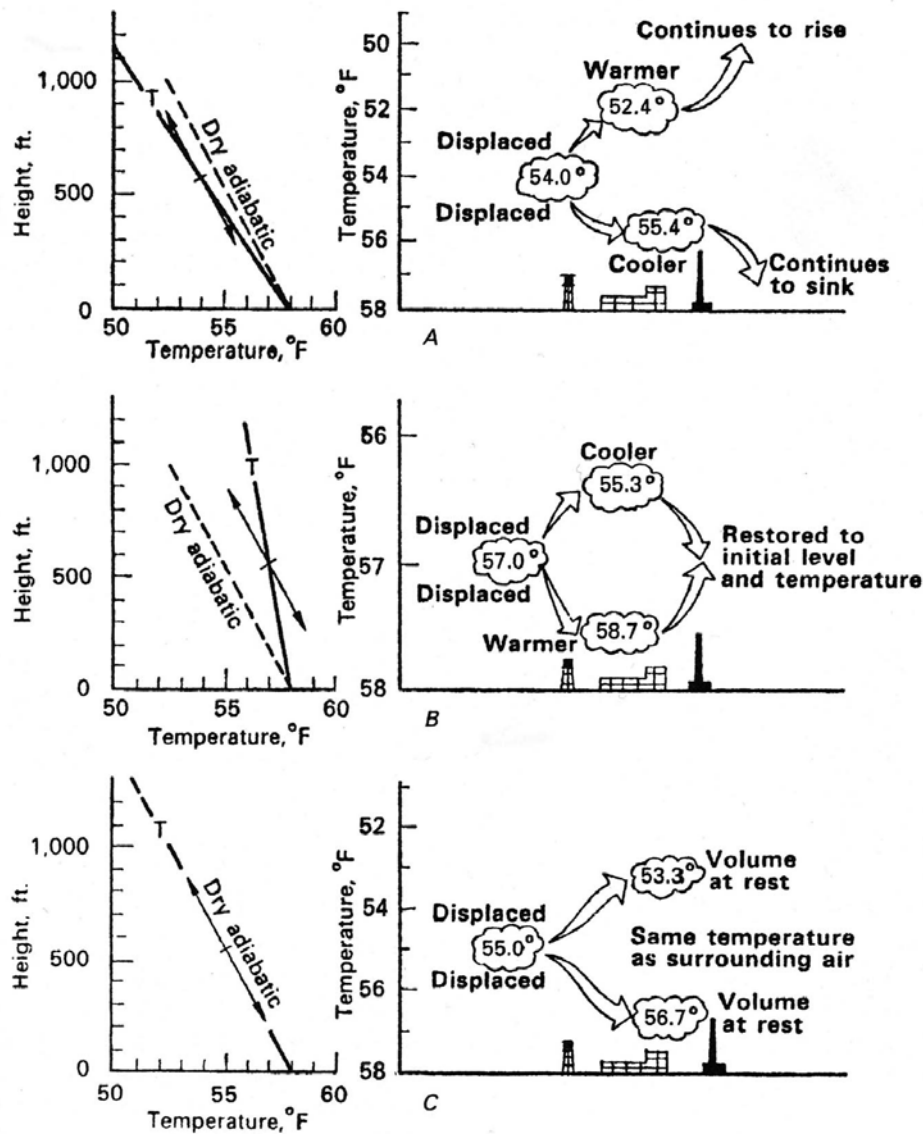 1,000
500
0
Height, ft.
T
Dry adiabatic
50
55
60
Temperature, °F
50
52
54
56
58
Temperature, °F
Continues to rise
Warmer
52.4°
Displaced
54.0°
Displaced
55.4°
Cooler
Continues
to sink
A
1,000
500
0
Height, ft.
T
Dry adiabatic
50
55
60
Temperature, °F
56
57
58
Temperature, °F
Cooler
55.3°
Displaced
57.0°
Displaced
58.7°
Warmer
Restored to
initial level
and temperature
B
1,000
500
0
Height, ft.
T
Dry adiabatic
50
55
60
Temperature, °F
52
54
56
58
Temperature, °F
53.3°
Volume
at rest
Displaced
55.0°
Displaced
Same temperature
as surrounding air
56.7°
Volume
at rest
C